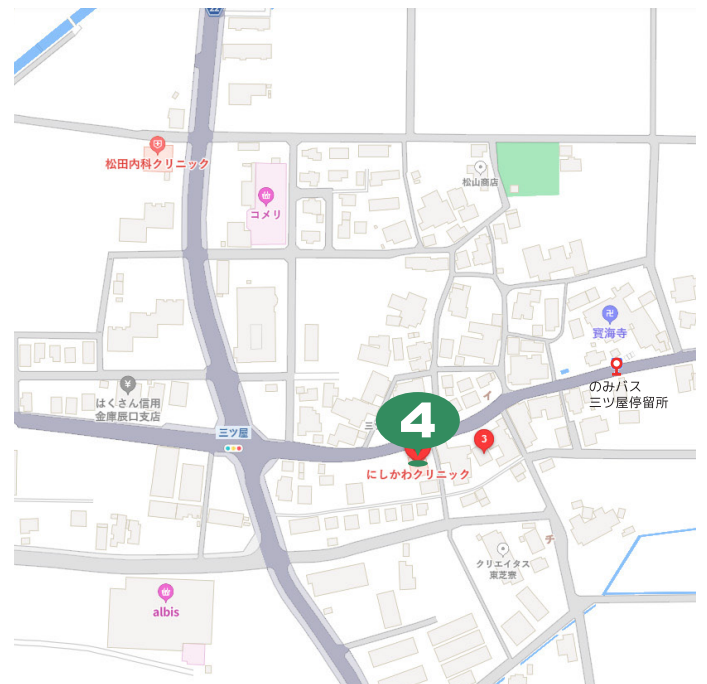 22
松田内科クリニック
コメリ
松山商店
寶海寺
のみバス
三ツ屋停留所
はくさん信用
金庫辰口支店
イ
三ツ屋
三
4
3
にしかわクリニック
クリエイタス
東芝寮
チ
albis